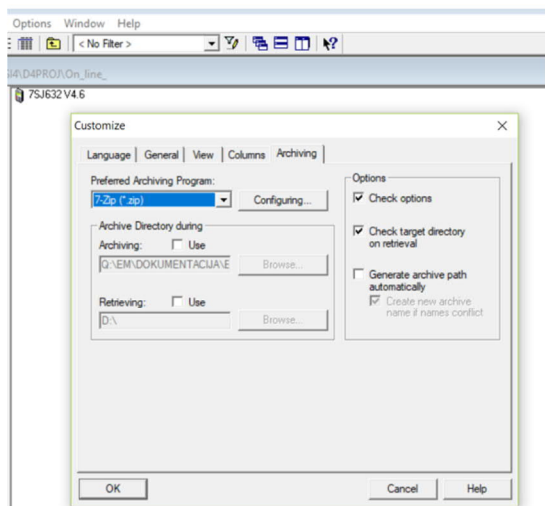 Options Window Help
< No Filter >
SI4\D4PROJ\On_line_
7SJ632 V4.6
Customize
Language General View Columns Archiving
Preferred Archiving Program:
7-Zip (*.zip)
Configuring...
Archive Directory during
Archiving: Use
Q:\EM\DOKUMENTACIJA\E
Browse...
Retrieving: Use
D:\
Browse...
Options
Check options
Check target directory
on retrieval
Generate archive path
automatically
Create new archive
name if names conflict
OK
Cancel
Help